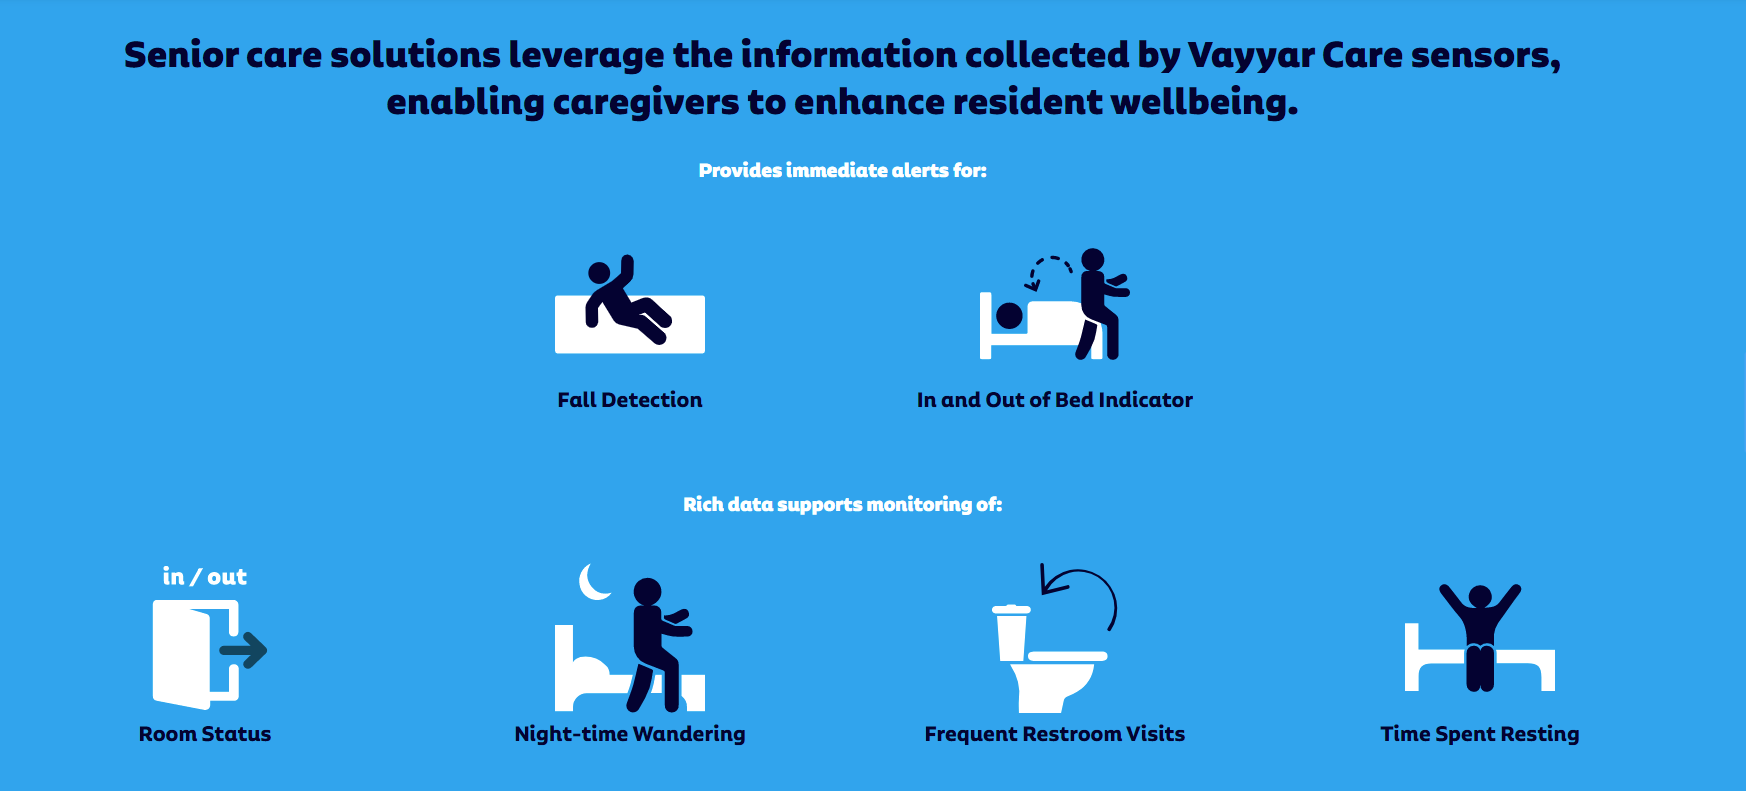 Senior care solutions leverage the information collected by Vayyar Care sensors,
enabling caregivers to enhance resident wellbeing.
Provides immediate alerts for:
Fall Detection
In and Out of Bed Indicator
Rich data supports monitoring of:
in / out
Room Status
Night-time Wandering
Frequent Restroom Visits
Time Spent Resting